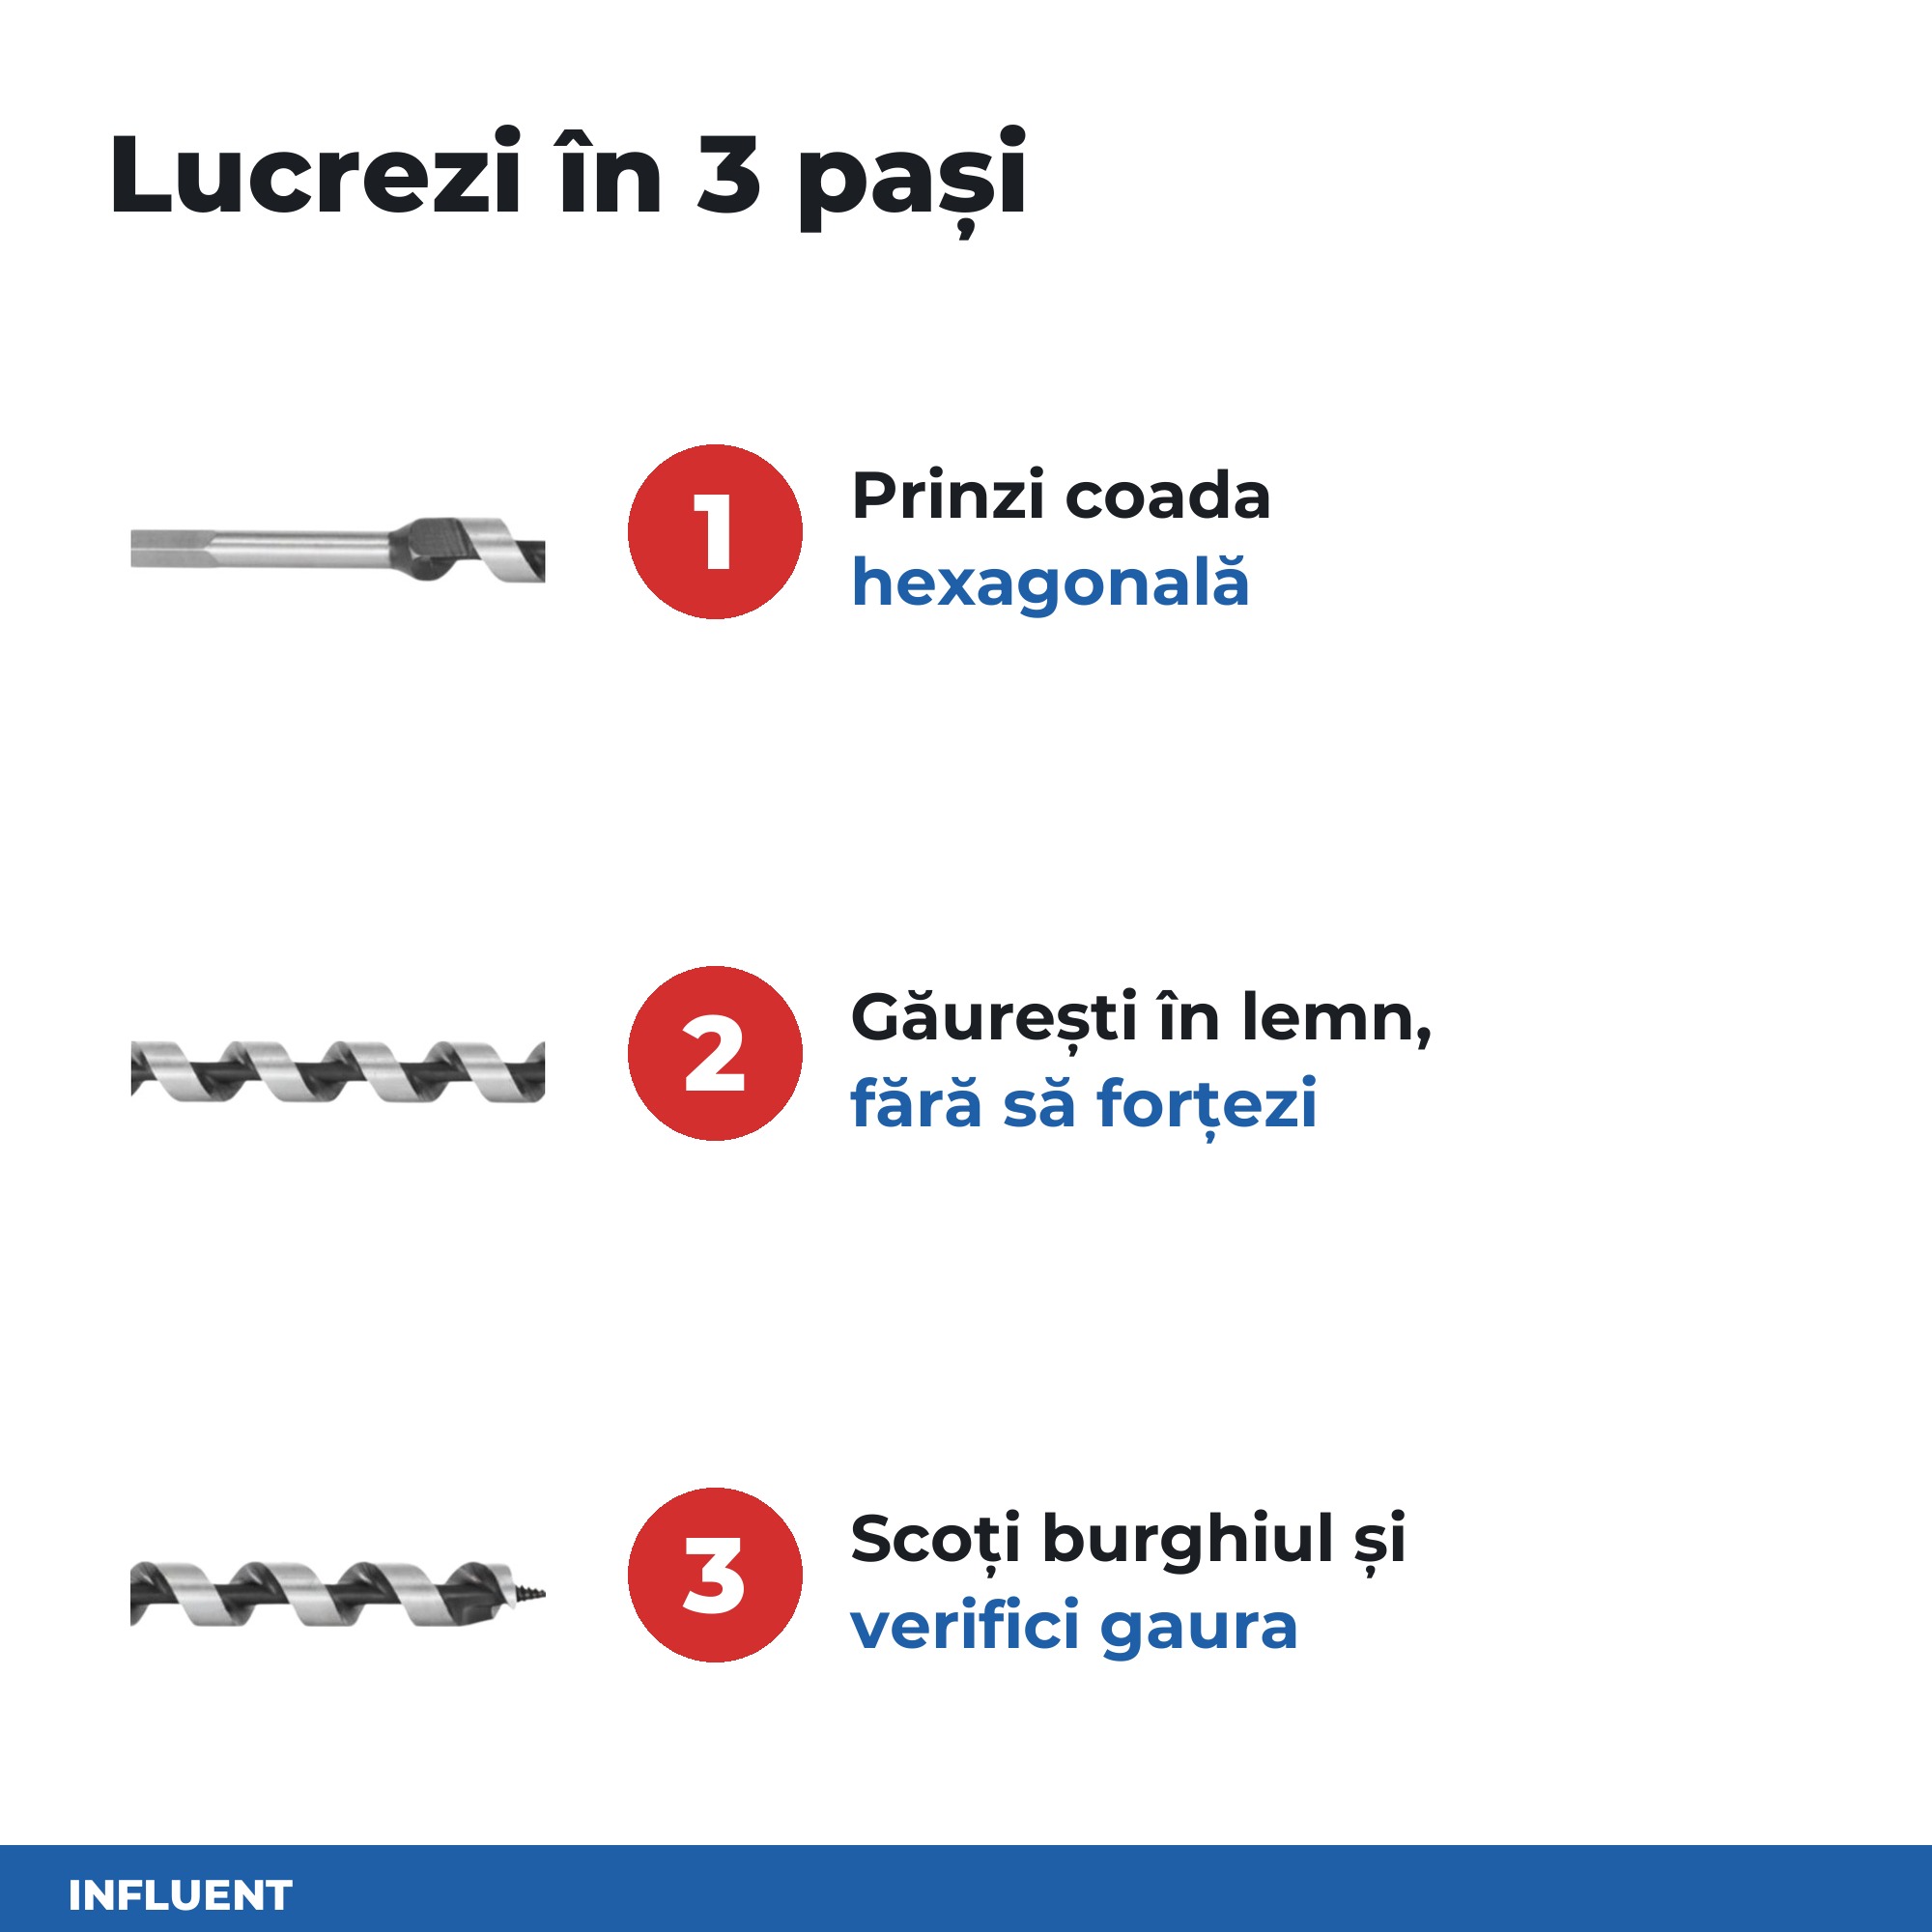 Lucrezi în 3 pași
1
Prinzi coada
hexagonală
2
Găurești în lemn,
fără să forțezi
3
Scoți burghiul și
verifici gaura
INFLUENT